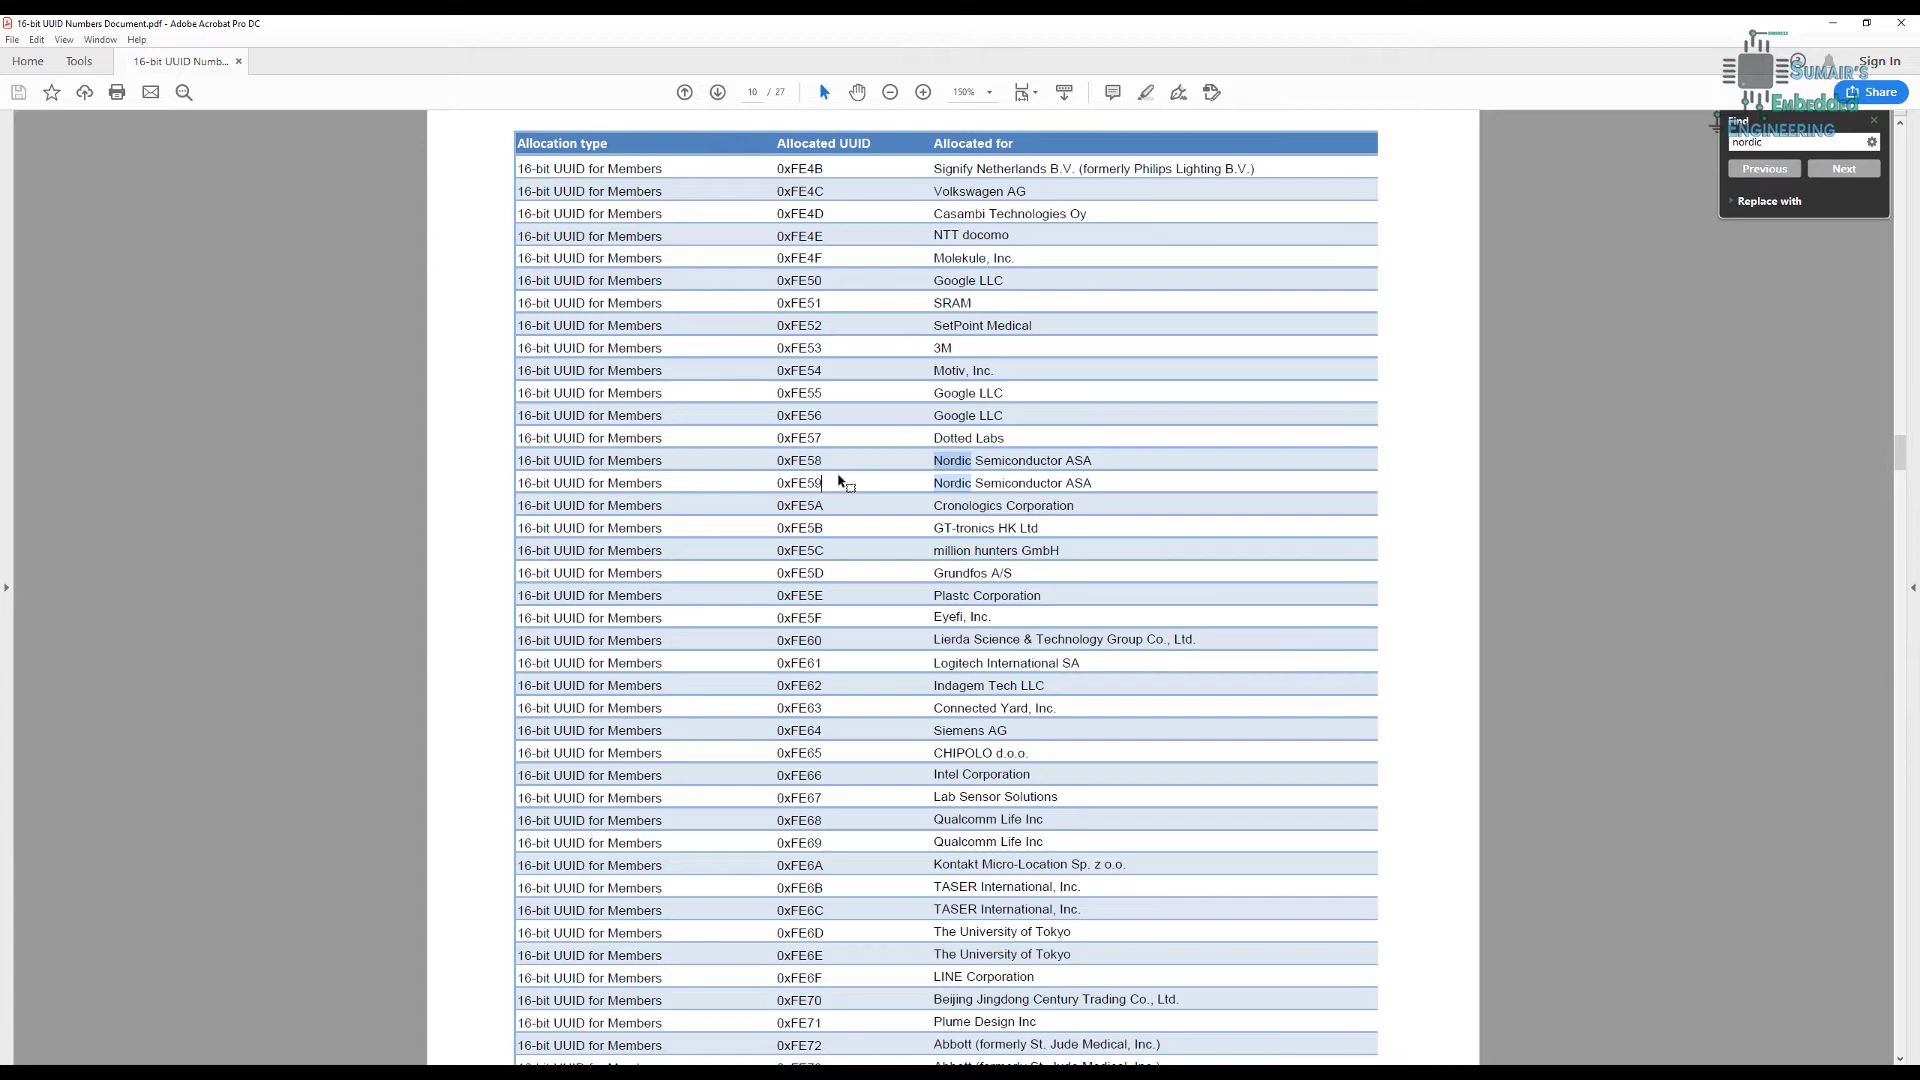 16-bit UUID Numbers Document.pdf - Adobe Acrobat Pro DC
File Edit View Window Help
Home Tools 16-bit UUID Numb... × Sign In
10 / 27 150% Share
SUMAIR'S
Embedded
ENGINEERING
Find
nordic
Previous Next
Replace with
Allocation type Allocated UUID Allocated for
16-bit UUID for Members 0xFE4B Signify Netherlands B.V. (formerly Philips Lighting B.V.)
16-bit UUID for Members 0xFE4C Volkswagen AG
16-bit UUID for Members 0xFE4D Casambi Technologies Oy
16-bit UUID for Members 0xFE4E NTT docomo
16-bit UUID for Members 0xFE4F Molekule, Inc.
16-bit UUID for Members 0xFE50 Google LLC
16-bit UUID for Members 0xFE51 SRAM
16-bit UUID for Members 0xFE52 SetPoint Medical
16-bit UUID for Members 0xFE53 3M
16-bit UUID for Members 0xFE54 Motiv, Inc.
16-bit UUID for Members 0xFE55 Google LLC
16-bit UUID for Members 0xFE56 Google LLC
16-bit UUID for Members 0xFE57 Dotted Labs
16-bit UUID for Members 0xFE58 Nordic Semiconductor ASA
16-bit UUID for Members 0xFE59 Nordic Semiconductor ASA
16-bit UUID for Members 0xFE5A Cronologics Corporation
16-bit UUID for Members 0xFE5B GT-tronics HK Ltd
16-bit UUID for Members 0xFE5C million hunters GmbH
16-bit UUID for Members 0xFE5D Grundfos A/S
16-bit UUID for Members 0xFE5E Plastc Corporation
16-bit UUID for Members 0xFE5F Eyefi, Inc.
16-bit UUID for Members 0xFE60 Lierda Science & Technology Group Co., Ltd.
16-bit UUID for Members 0xFE61 Logitech International SA
16-bit UUID for Members 0xFE62 Indagem Tech LLC
16-bit UUID for Members 0xFE63 Connected Yard, Inc.
16-bit UUID for Members 0xFE64 Siemens AG
16-bit UUID for Members 0xFE65 CHIPOLO d.o.o.
16-bit UUID for Members 0xFE66 Intel Corporation
16-bit UUID for Members 0xFE67 Lab Sensor Solutions
16-bit UUID for Members 0xFE68 Qualcomm Life Inc
16-bit UUID for Members 0xFE69 Qualcomm Life Inc
16-bit UUID for Members 0xFE6A Kontakt Micro-Location Sp. z o.o.
16-bit UUID for Members 0xFE6B TASER International, Inc.
16-bit UUID for Members 0xFE6C TASER International, Inc.
16-bit UUID for Members 0xFE6D The University of Tokyo
16-bit UUID for Members 0xFE6E The University of Tokyo
16-bit UUID for Members 0xFE6F LINE Corporation
16-bit UUID for Members 0xFE70 Beijing Jingdong Century Trading Co., Ltd.
16-bit UUID for Members 0xFE71 Plume Design Inc
16-bit UUID for Members 0xFE72 Abbott (formerly St. Jude Medical, Inc.)